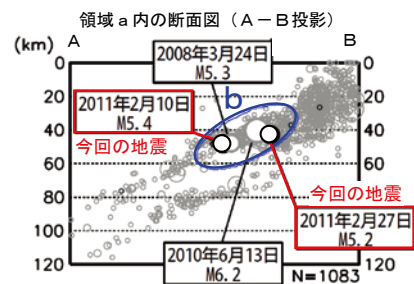 領域a内の断面図(A-B投影)
(km) A B
2008年3月24日
M5.3
2011年2月10日
M5.4
今回の地震
b
今回の地震
2011年2月27日
M5.2
2010年6月13日
M6.2
N=1083
0 0
20 20
40 40
60 60
80 80
100 100
120 120